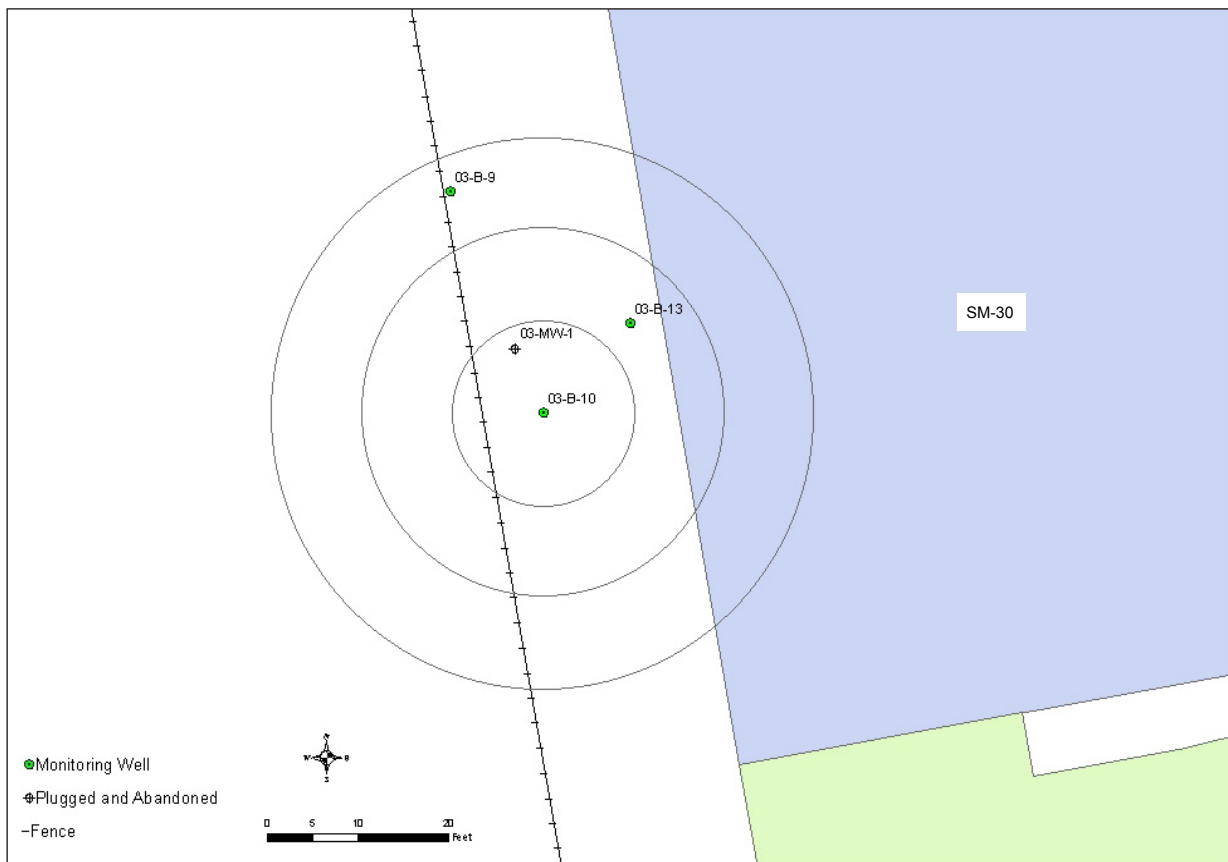 03-B-9
03-B-13
SM-30
03-MW-1
03-B-10
N
W E
S
Monitoring Well
Plugged and Abandoned
Fence
0 5 10 20
Feet